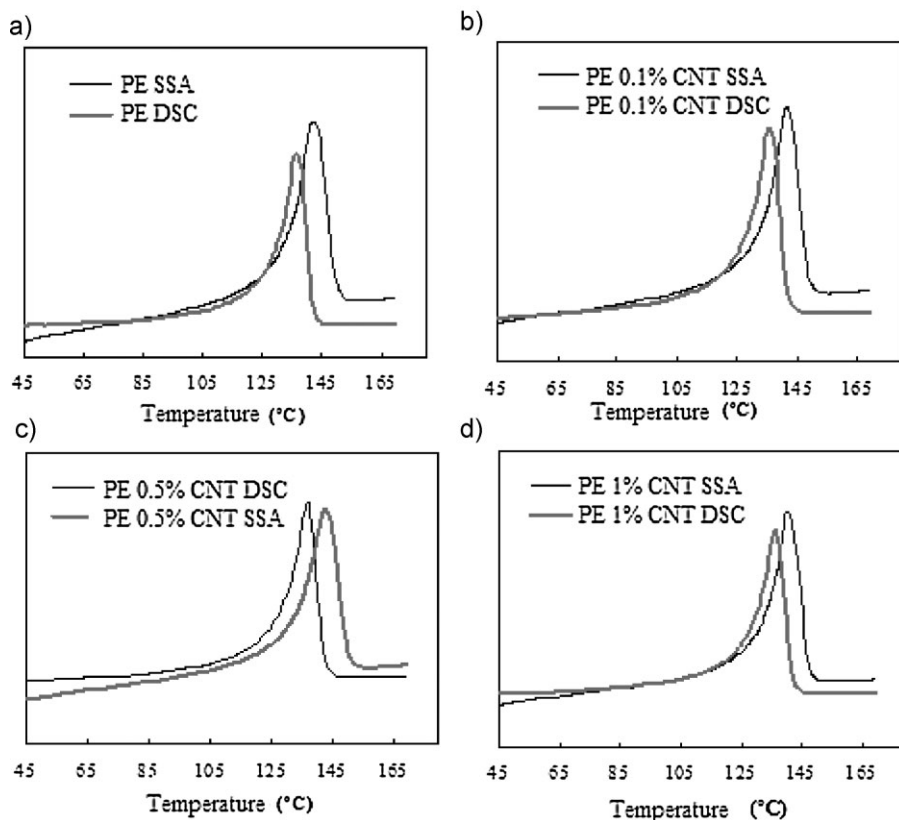 a)
PE SSA
PE DSC
45 65 85 105 125 145 165
Temperature (°C)
b)
PE 0.1% CNT SSA
PE 0.1% CNT DSC
45 65 85 105 125 145 165
Temperature (°C)
c)
PE 0.5% CNT DSC
PE 0.5% CNT SSA
45 65 85 105 125 145 165
Temperature (°C)
d)
PE 1% CNT SSA
PE 1% CNT DSC
45 65 85 105 125 145 165
Temperature (°C)